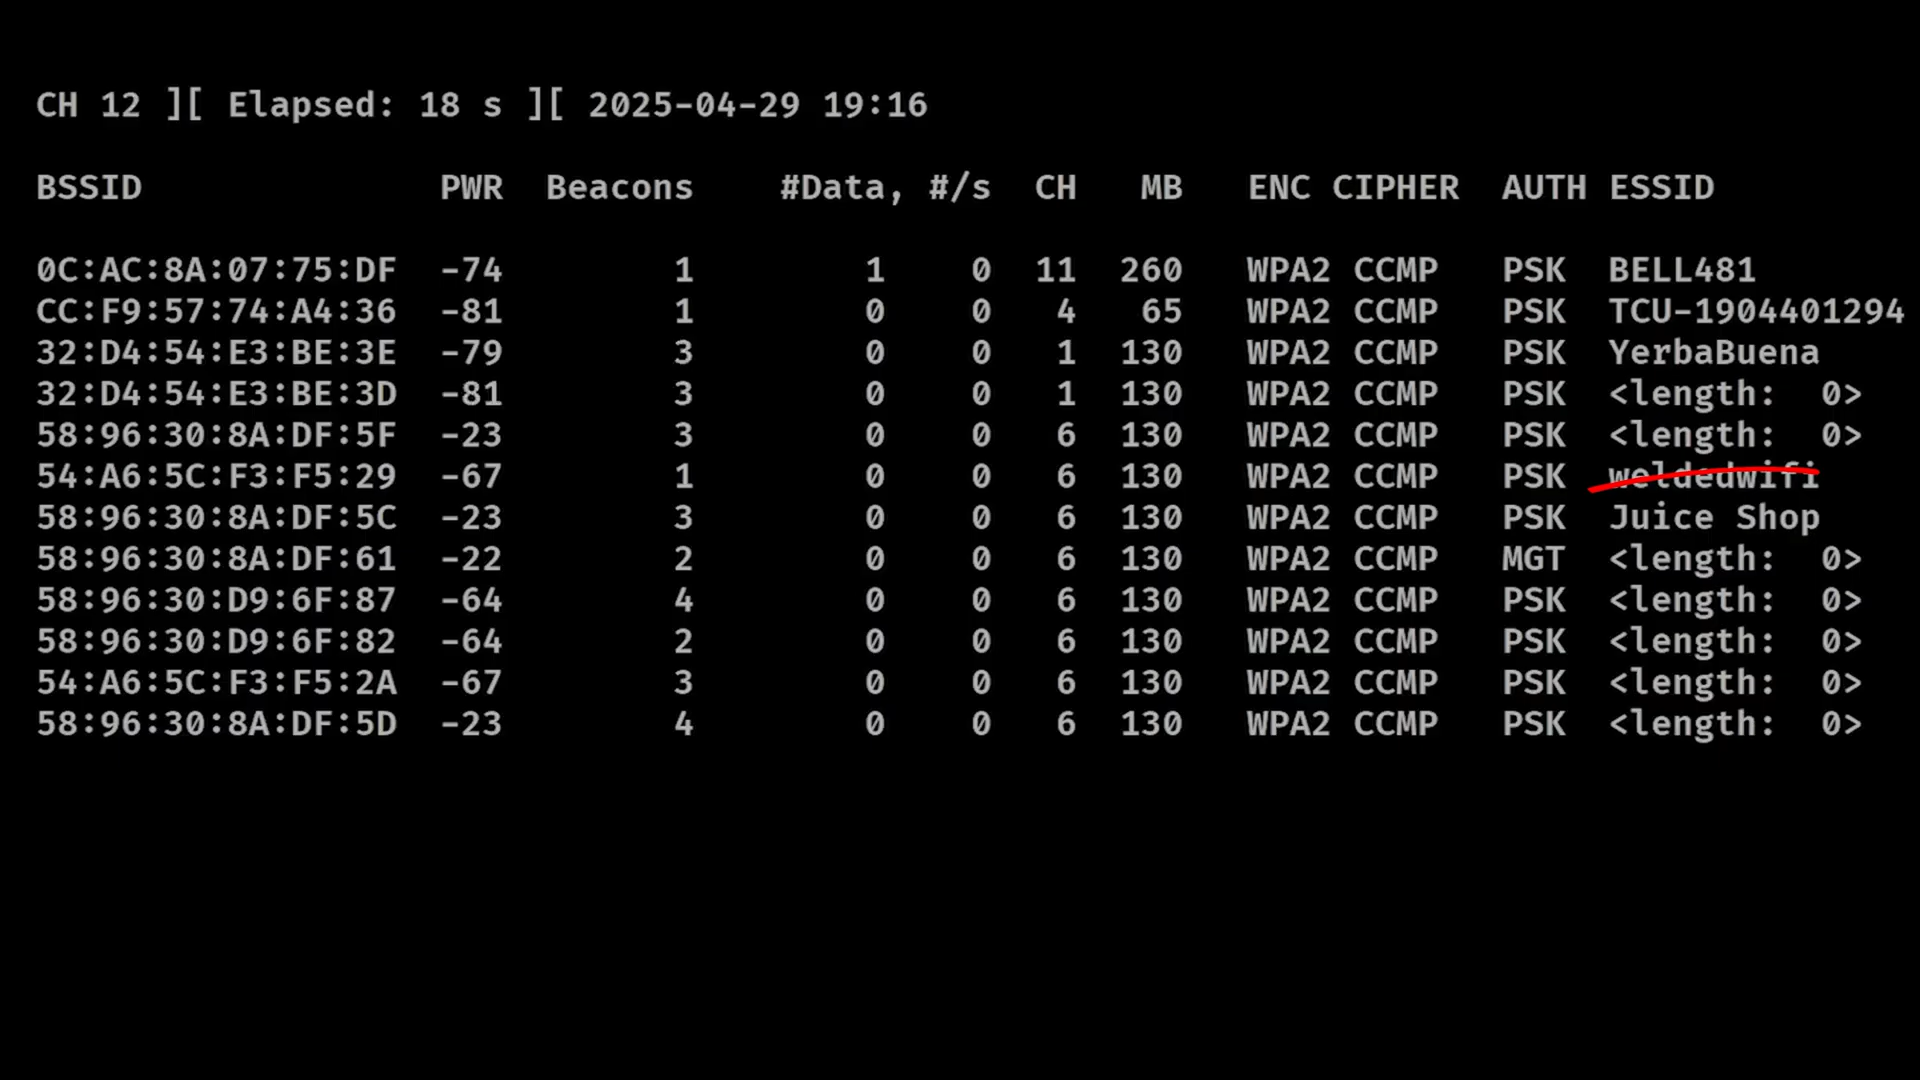 CH 12 ][ Elapsed: 18 s ][ 2025-04-29 19:16
BSSID PWR Beacons #Data, #/s CH MB ENC CIPHER AUTH ESSID
0C:AC:8A:07:75:DF -74 1 1 0 11 260 WPA2 CCMP PSK BELL481
CC:F9:57:74:A4:36 -81 1 0 0 4 65 WPA2 CCMP PSK TCU-1904401294
32:D4:54:E3:BE:3E -79 3 0 0 1 130 WPA2 CCMP PSK YerbaBuena
32:D4:54:E3:BE:3D -81 3 0 0 1 130 WPA2 CCMP PSK <length: 0>
58:96:30:8A:DF:5F -23 3 0 0 6 130 WPA2 CCMP PSK <length: 0>
54:A6:5C:F3:F5:29 -67 1 0 0 6 130 WPA2 CCMP PSK weldedwifi
58:96:30:8A:DF:5C -23 3 0 0 6 130 WPA2 CCMP PSK Juice Shop
58:96:30:8A:DF:61 -22 2 0 0 6 130 WPA2 CCMP MGT <length: 0>
58:96:30:D9:6F:87 -64 4 0 0 6 130 WPA2 CCMP PSK <length: 0>
58:96:30:D9:6F:82 -64 2 0 0 6 130 WPA2 CCMP PSK <length: 0>
54:A6:5C:F3:F5:2A -67 3 0 0 6 130 WPA2 CCMP PSK <length: 0>
58:96:30:8A:DF:5D -23 4 0 0 6 130 WPA2 CCMP PSK <length: 0>